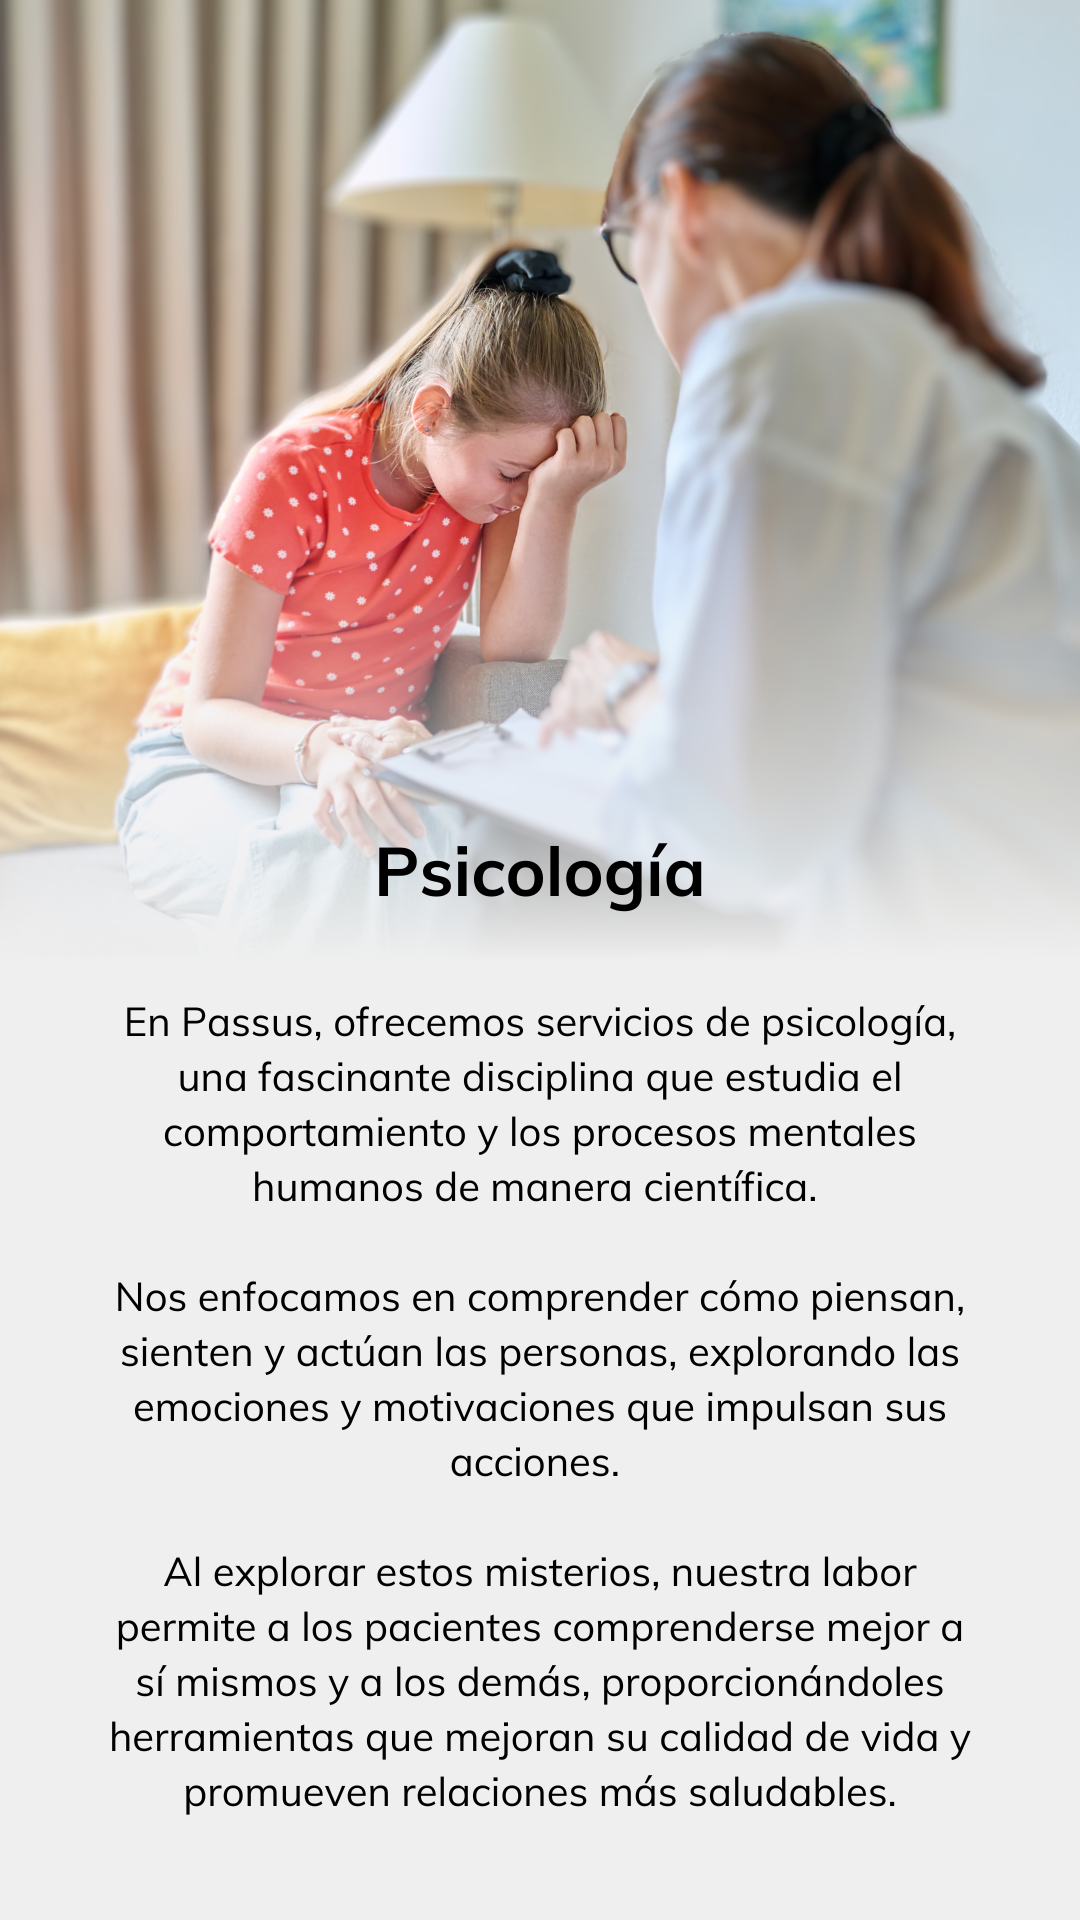 Psicología
En Passus, ofrecemos servicios de psicología,
una fascinante disciplina que estudia el
comportamiento y los procesos mentales
humanos de manera científica.
Nos enfocamos en comprender cómo piensan,
sienten y actúan las personas, explorando las
emociones y motivaciones que impulsan sus
acciones.
Al explorar estos misterios, nuestra labor
permite a los pacientes comprenderse mejor a
sí mismos y a los demás, proporcionándoles
herramientas que mejoran su calidad de vida y
promueven relaciones más saludables.